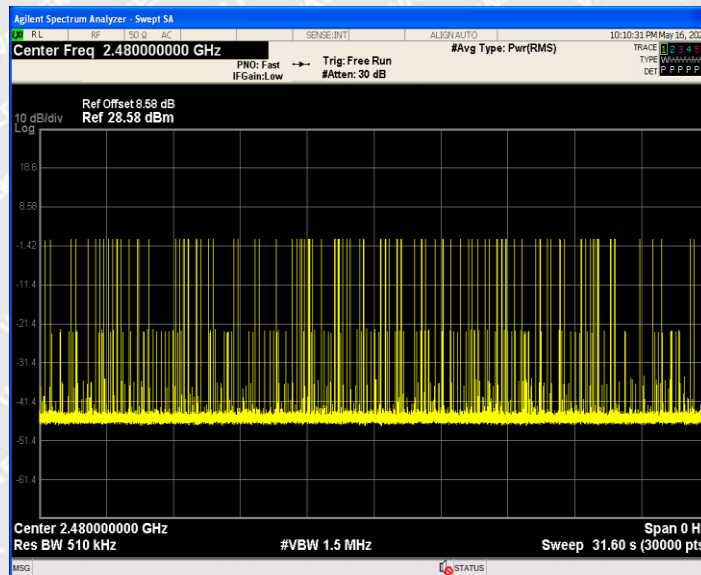 Agilent Spectrum Analyzer - Swept SA
RL RF 50 Ω AC SENSE:INT ALIGNAUTO 10:10:31 PM May 16, 202
Center Freq 2.480000000 GHz
#Avg Type: Pwr(RMS)
TRACE 1 2 3 4 5
PNO: Fast
Trig: Free Run
TYPE W
IFGain:Low
#Atten: 30 dB
DET P P P P P
Ref Offset 8.58 dB
10 dB/div Ref 28.58 dBm
Log
18.6
8.58
-1.42
-11.4
-21.4
-31.4
-41.4
-51.4
-61.4
Center 2.480000000 GHz Span 0 H
Res BW 510 kHz #VBW 1.5 MHz Sweep 31.60 s (30000 pts
MSG STATUS